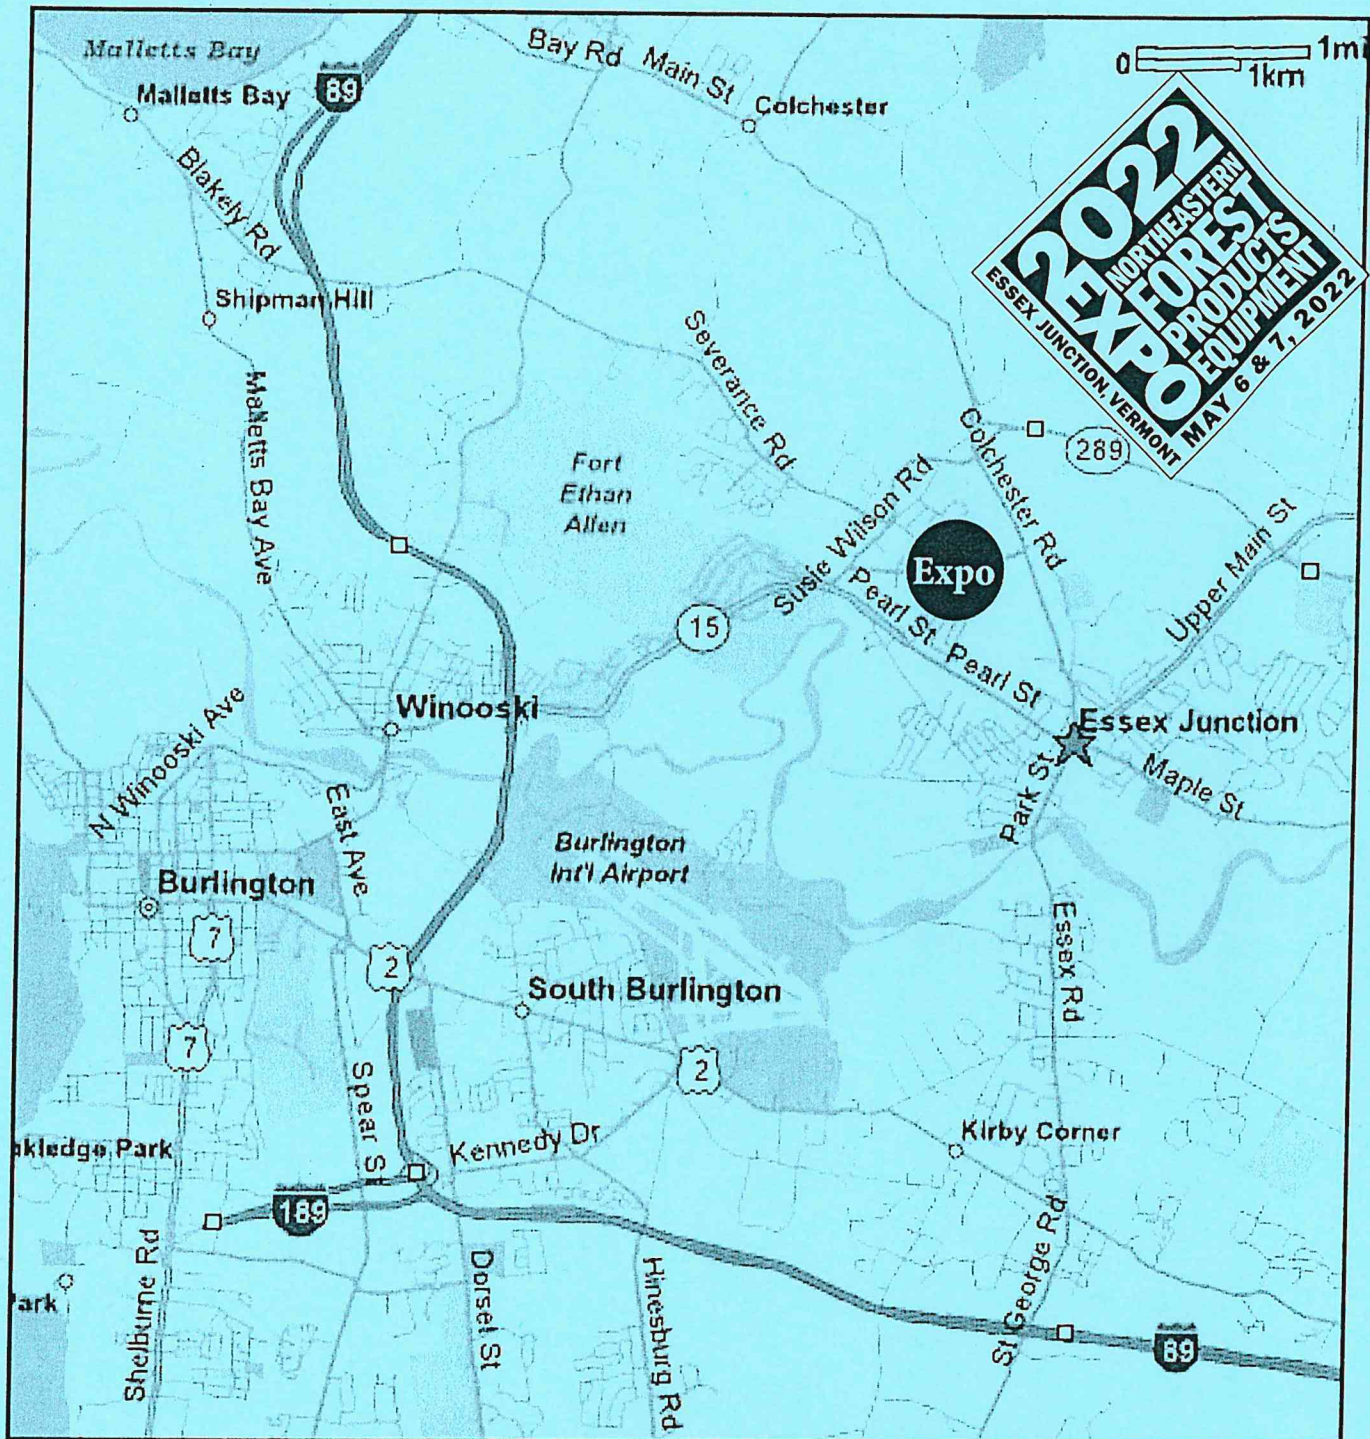 Malletts Bay
Malletts Bay
89
Bay Rd
Main St
Colchester
0
1mi
1km
2022
EXPO
NORTHEASTERN
FOREST
PRODUCTS
EQUIPMENT
ESSEX JUNCTION, VERMONT
MAY 6 & 7, 2022
Blakely Rd
Shipman Hill
Severance Rd
Malletts Bay Ave
Fort
Ethan
Allen
Susie Wilson Rd
Colchester Rd
289
Expo
Upper Main St
15
Pearl St
Pearl St
Winooski
N Winooski Ave
Essex Junction
Maple St
Park St
East Ave
Burlington
Int'l Airport
Burlington
7
2
South Burlington
Essex Rd
7
2
Spear St
Kennedy Dr
Kirby Corner
akledge Park
189
Shelburne Rd
Dorset St
Hinesburg Rd
St George Rd
Park
89